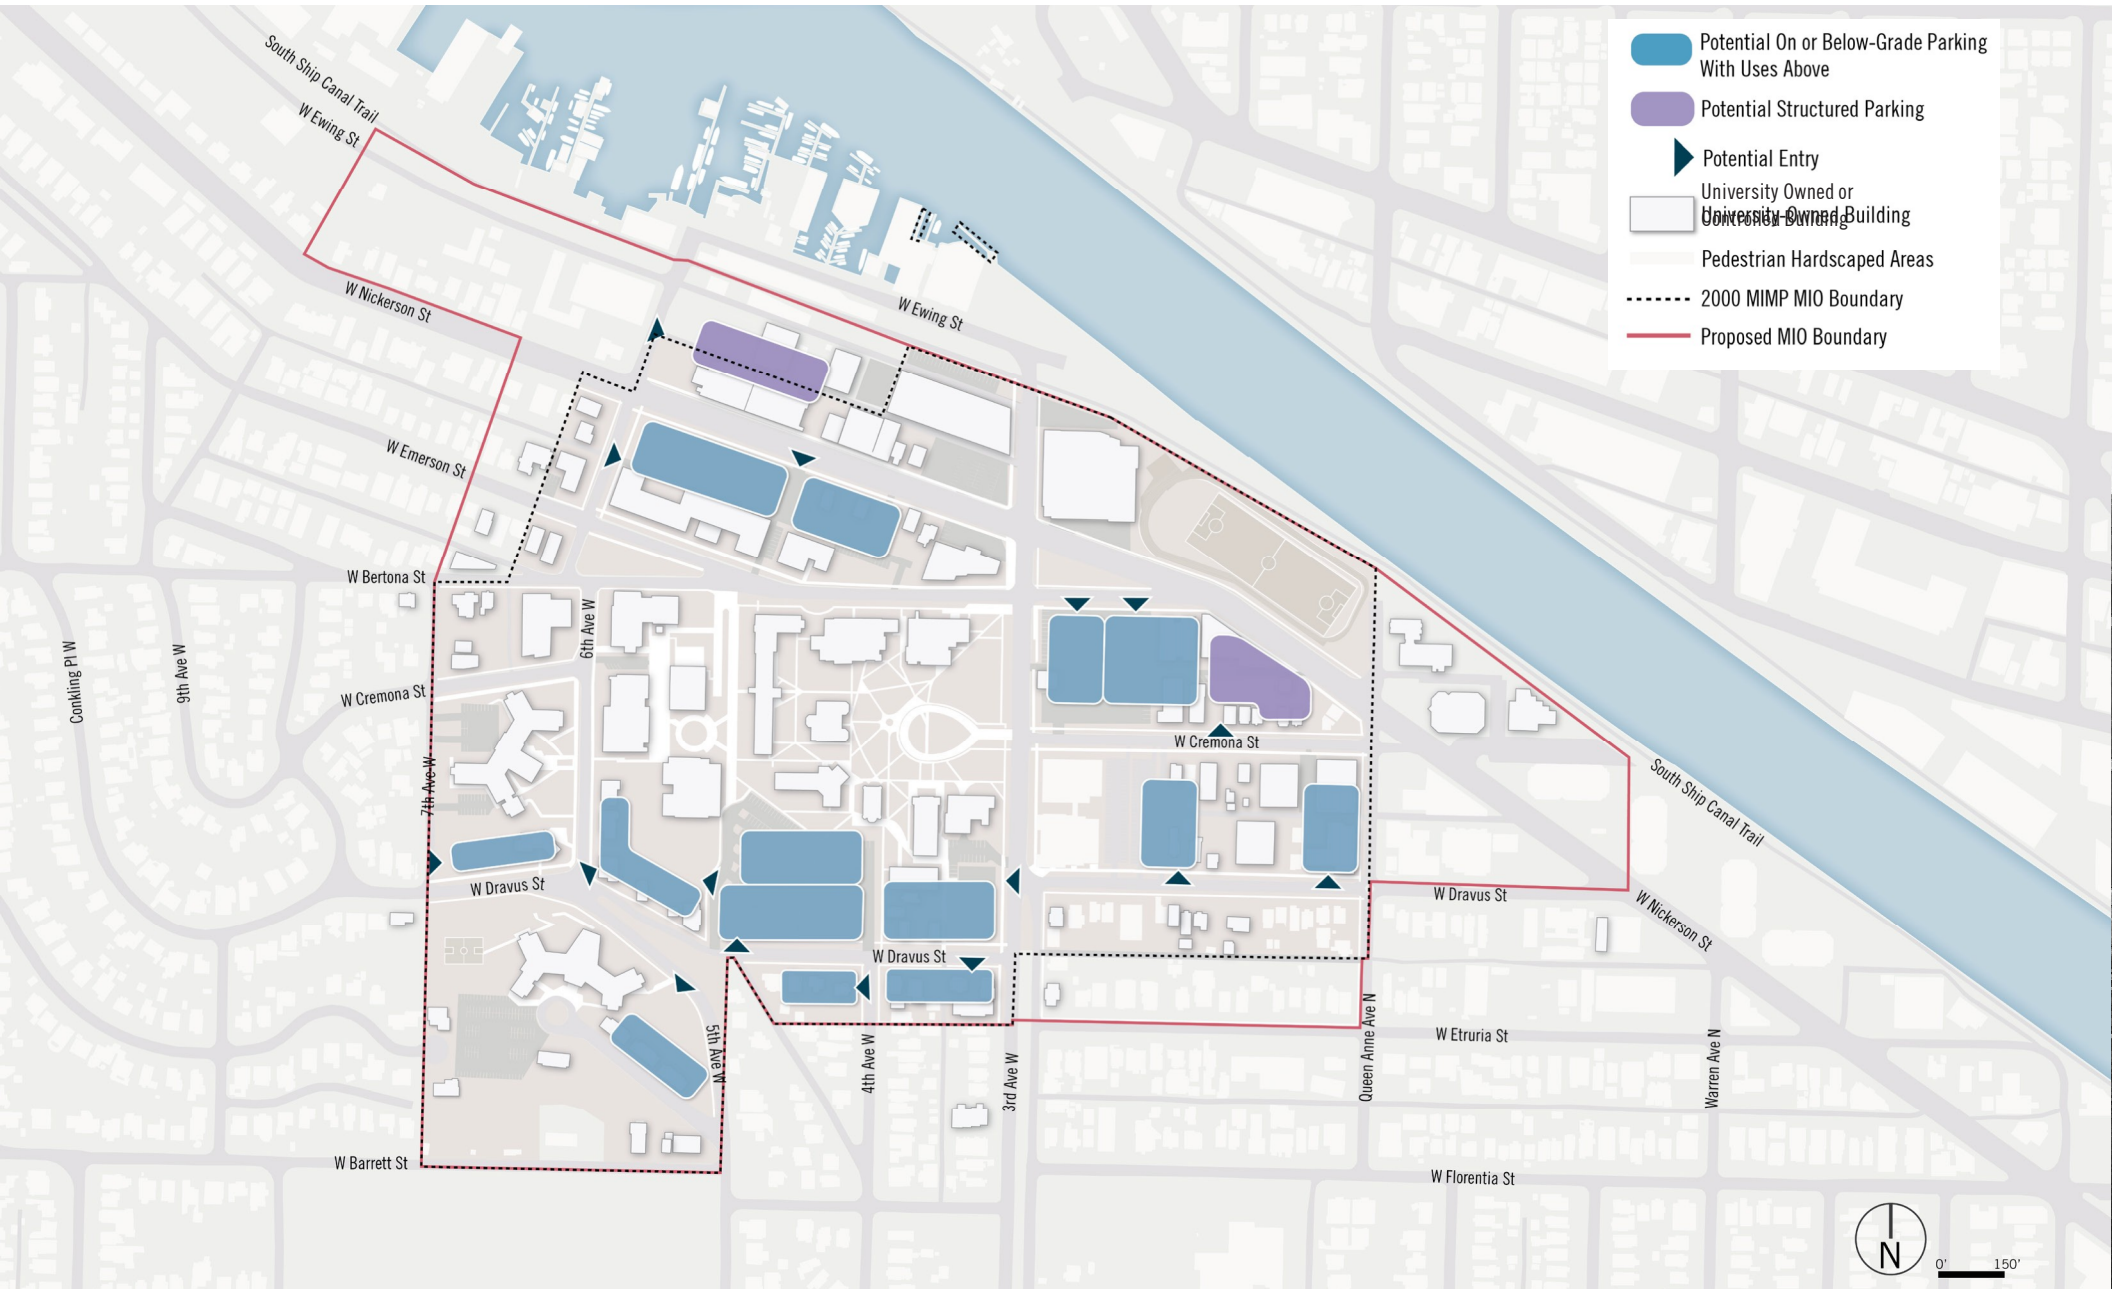 Potential On or Below-Grade Parking
With Uses Above
Potential Structured Parking
Potential Entry
University Owned or
Controlled Building
University-Owned Building
Pedestrian Hardscaped Areas
2000 MIMP MIO Boundary
Proposed MIO Boundary
South Ship Canal Trail
W Ewing St
W Nickerson St
W Ewing St
W Emerson St
W Bertona St
6th Ave W
Conkling Pl W
9th Ave W
W Cremona St
7th Ave W
W Cremona St
South Ship Canal Trail
W Dravus St
W Dravus St
W Nickerson St
W Dravus St
5th Ave W
4th Ave W
3rd Ave W
Queen Anne Ave N
W Etruria St
Warren Ave N
W Barrett St
W Florentia St
N
0' 150'